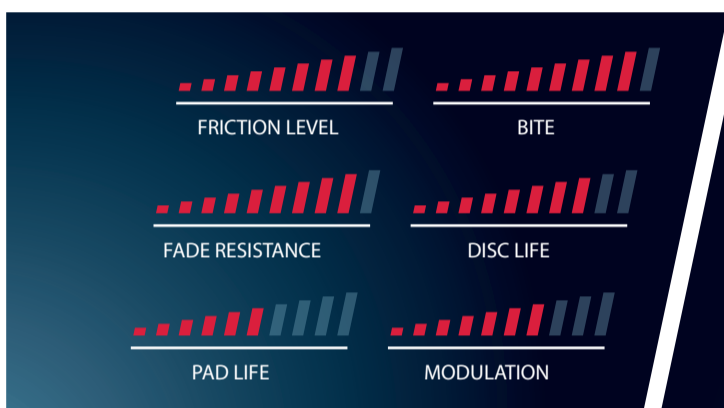 FRICTION LEVEL
BITE
FADE RESISTANCE
DISC LIFE
PAD LIFE
MODULATION